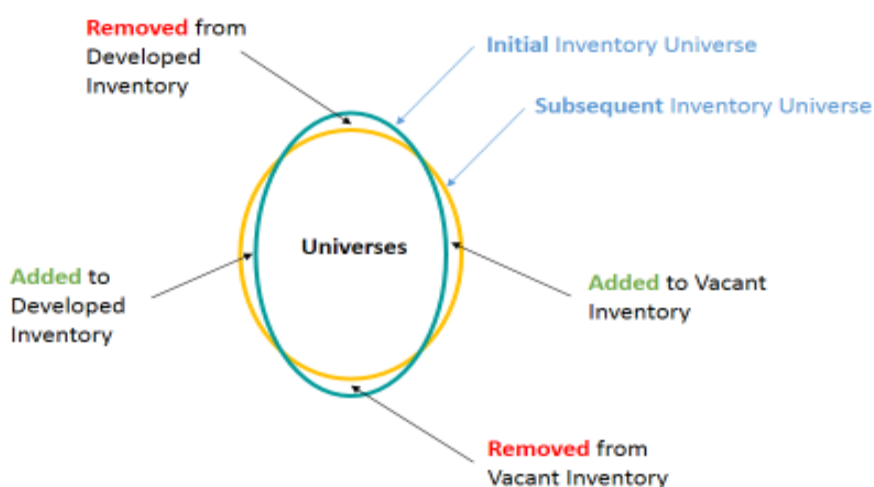 Removed from
Developed
Inventory
Initial Inventory Universe
Subsequent Inventory Universe
Universes
Added to
Developed
Inventory
Added to Vacant
Inventory
Removed from
Vacant Inventory